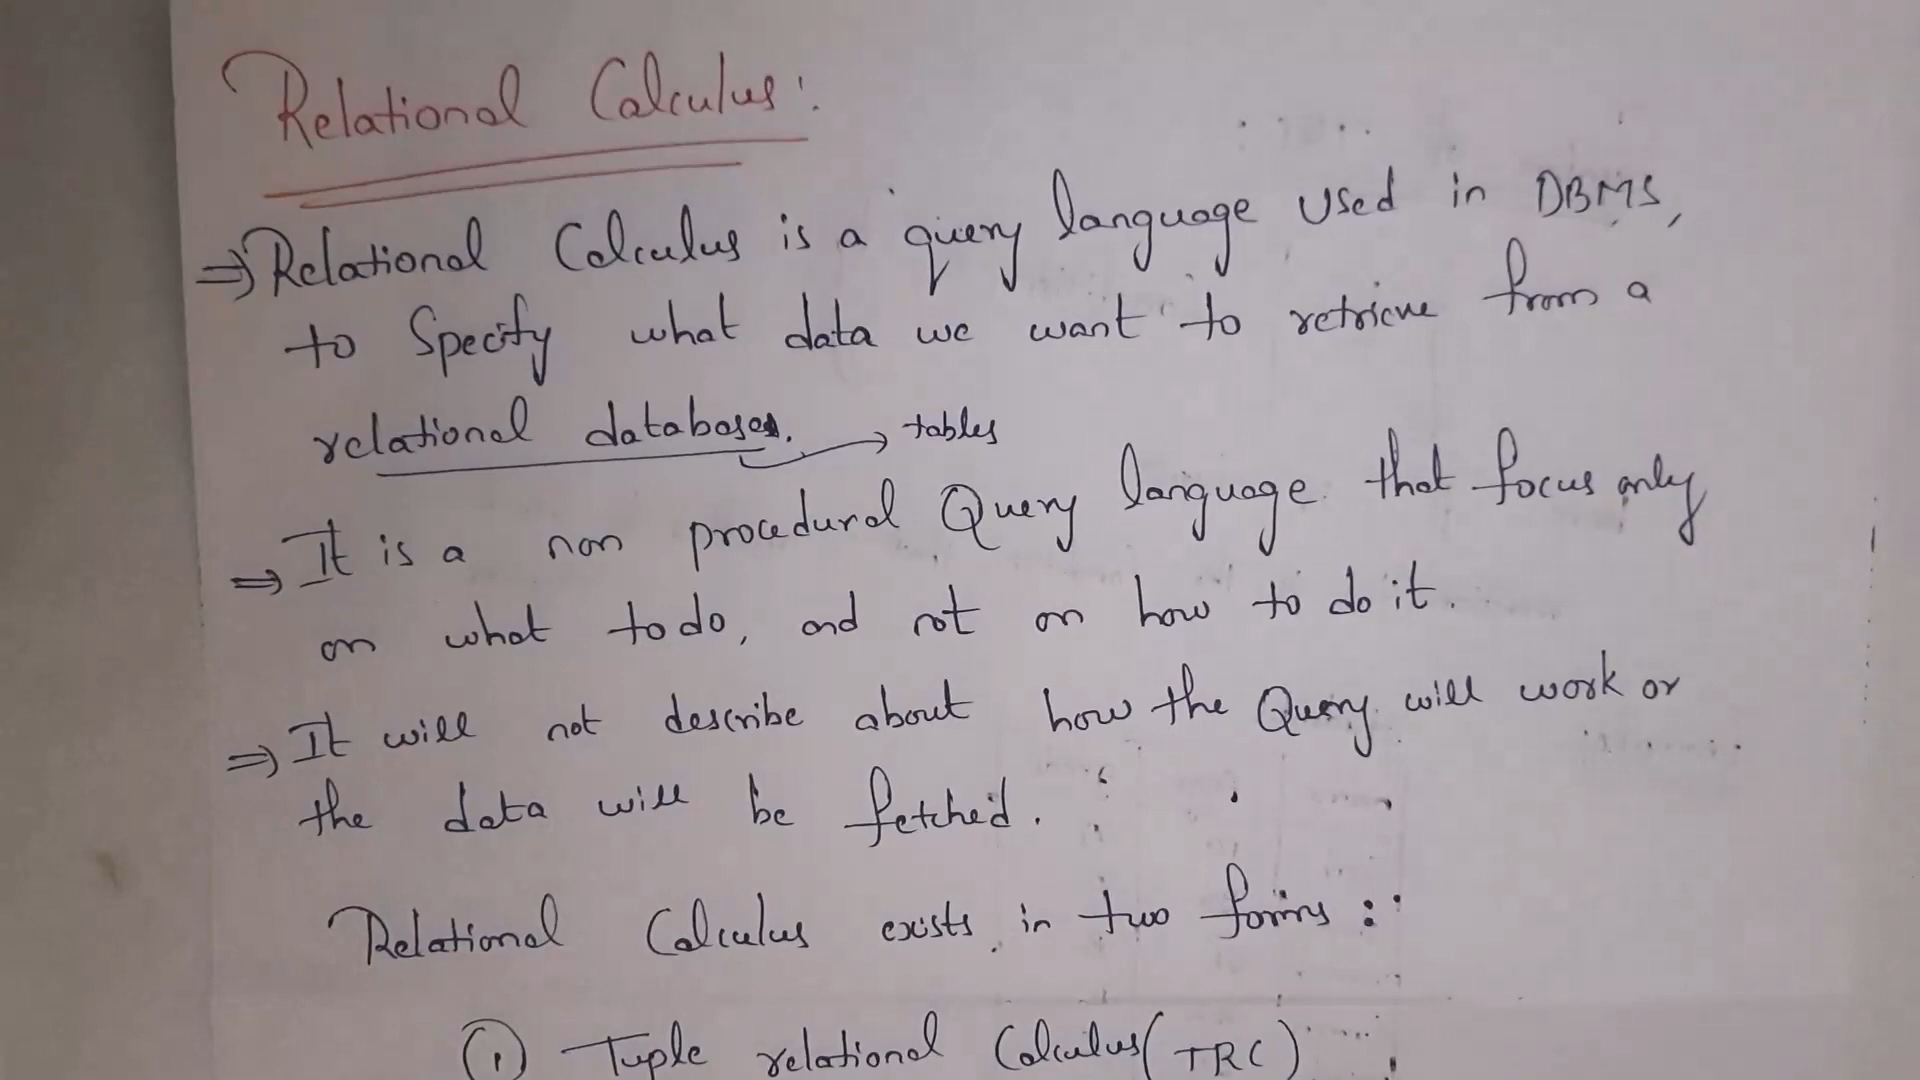 Relational Calculus:
⇒ Relational Calculus is a query language used in DBMS,
to Specify what data we want to retrieve from a
relational databases. → tables
⇒ It is a non procedural Query language that focus only
on what to do, and not on how to do it.
⇒ It will not describe about how the Query will work or
the data will be fetched.
Relational Calculus exists in two forms:
① Tuple relational Calculus (TRC)